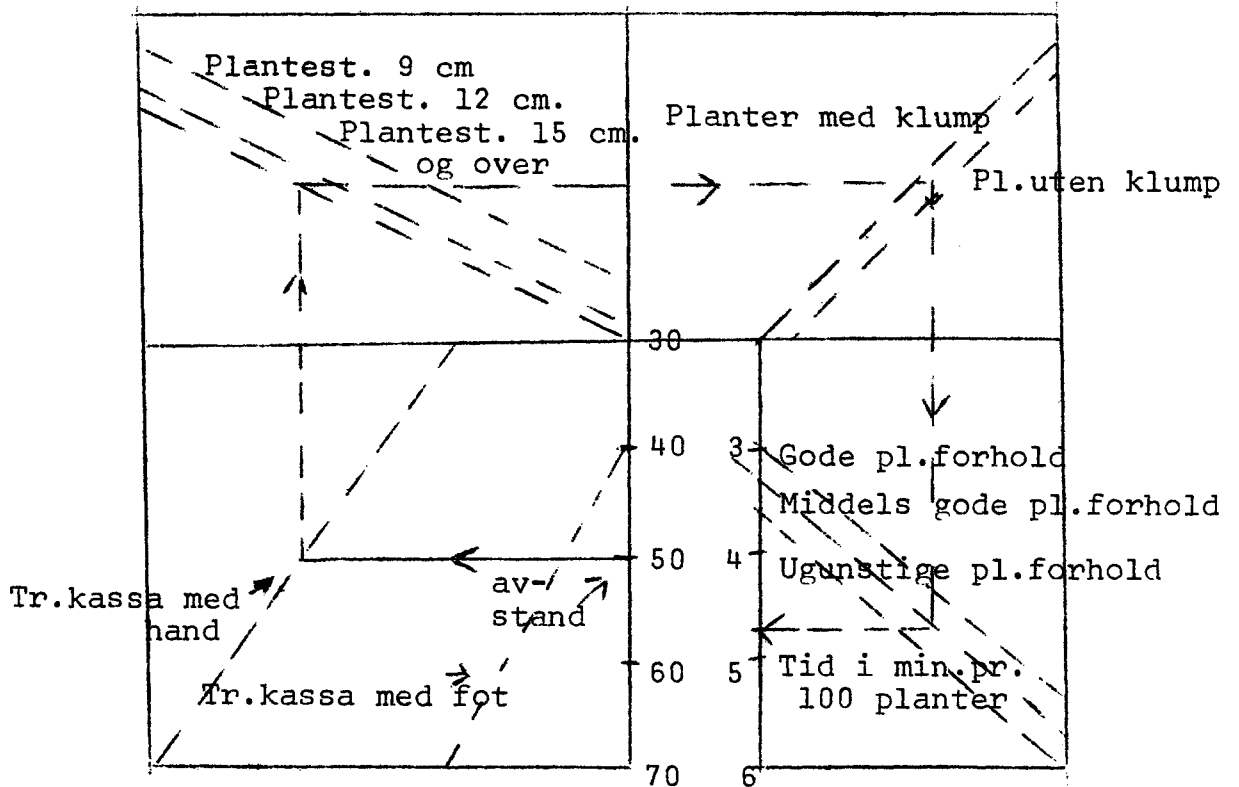 Plantest. 9 cm
Plantest. 12 cm.
Plantest. 15 cm.
og over
Planter med klump
Pl.uten klump
30
40
50
60
70
3
4
5
6
Gode pl.forhold
Middels gode pl.forhold
Ugunstige pl.forhold
Tid i min.pr.
100 planter
av-
stand
Tr.kassa med
hand
Tr.kassa med fot